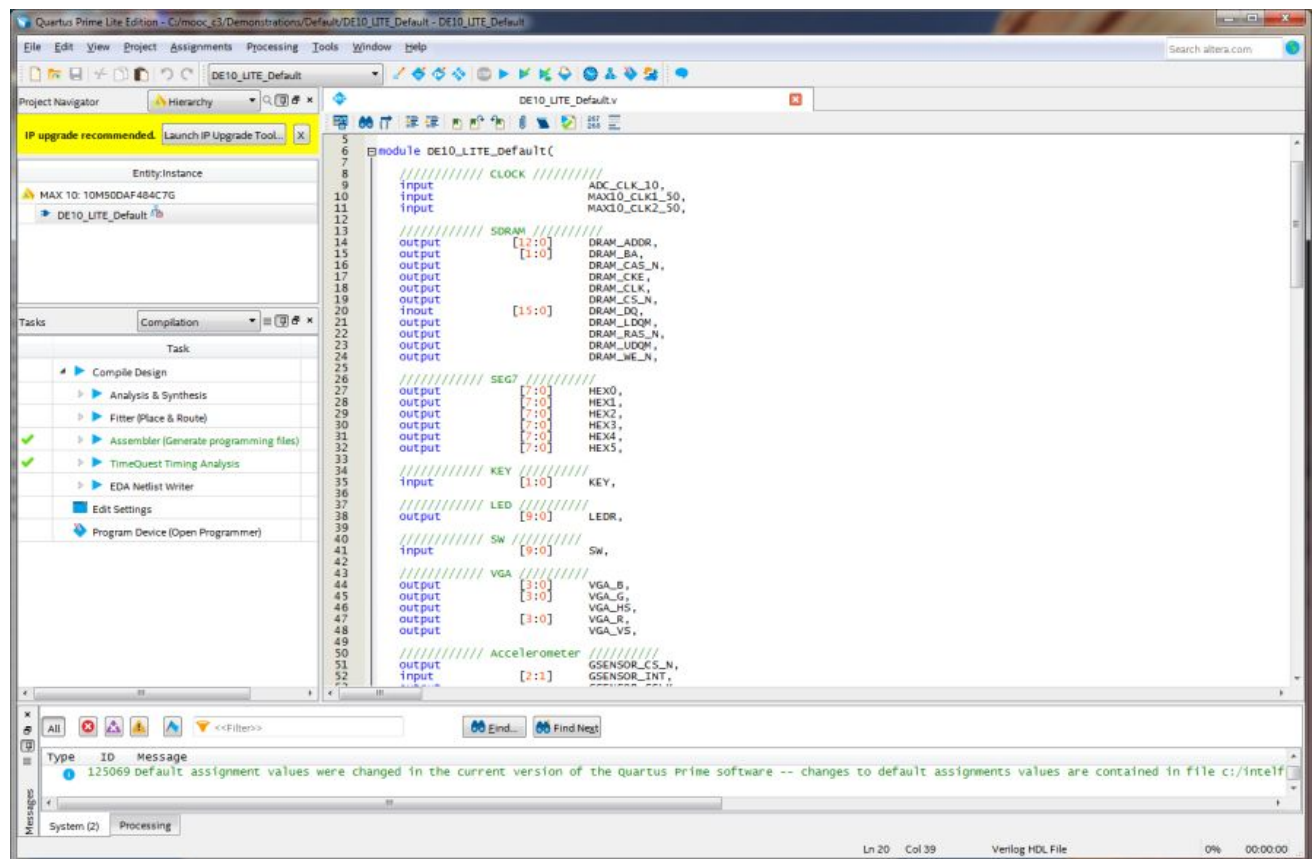 Quartus Prime Lite Edition - C:/mooc_c3/Demonstrations/Default/DE10_LITE_Default - DE10_LITE_Default
File Edit View Project Assignments Processing Tools Window Help
Search altera.com
DE10_LITE_Default
Project Navigator
Hierarchy
IP upgrade recommended. Launch IP Upgrade Tool... X
Entity:Instance
MAX 10: 10M50DAF484C7G
DE10_LITE_Default
Tasks
Compilation
Task
Compile Design
Analysis & Synthesis
Fitter (Place & Route)
Assembler (Generate programming files)
TimeQuest Timing Analysis
EDA Netlist Writer
Edit Settings
Program Device (Open Programmer)
DE10_LITE_Default.v
267
268
5
6 module DE10_LITE_Default(
7
8 //////////// CLOCK //////////
9 input ADC_CLK_10,
10 input MAX10_CLK1_50,
11 input MAX10_CLK2_50,
12
13 //////////// SDRAM //////////
14 output [12:0] DRAM_ADDR,
15 output [1:0] DRAM_BA,
16 output DRAM_CAS_N,
17 output DRAM_CKE,
18 output DRAM_CLK,
19 output DRAM_CS_N,
20 inout [15:0] DRAM_DQ,
21 output DRAM_LDQM,
22 output DRAM_RAS_N,
23 output DRAM_UDQM,
24 output DRAM_WE_N,
25
26 //////////// SEG7 //////////
27 output [7:0] HEX0,
28 output [7:0] HEX1,
29 output [7:0] HEX2,
30 output [7:0] HEX3,
31 output [7:0] HEX4,
32 output [7:0] HEX5,
33
34 //////////// KEY //////////
35 input [1:0] KEY,
36
37 //////////// LED //////////
38 output [9:0] LEDR,
39
40 //////////// SW //////////
41 input [9:0] SW,
42
43 //////////// VGA //////////
44 output [3:0] VGA_B,
45 output [3:0] VGA_G,
46 output VGA_HS,
47 output [3:0] VGA_R,
48 output VGA_VS,
49
50 //////////// Accelerometer //////////
51 output GSENSOR_CS_N,
52 input [2:1] GSENSOR_INT,
All <<Filter>> Find... Find Next
Type ID Message
125069 Default assignment values were changed in the current version of the Quartus Prime software -- changes to default assignments values are contained in file c:/intelf
Messages
System (2) Processing
Ln 20 Col 39 Verilog HDL File 0% 00:00:00